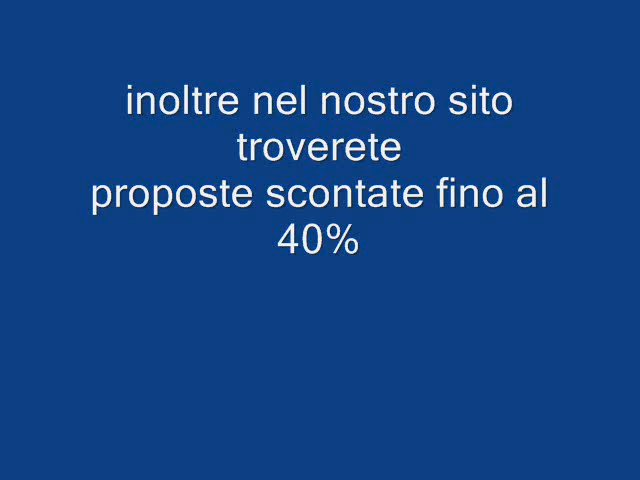 inoltre nel nostro sito
troverete
proposte scontate fino al
40%